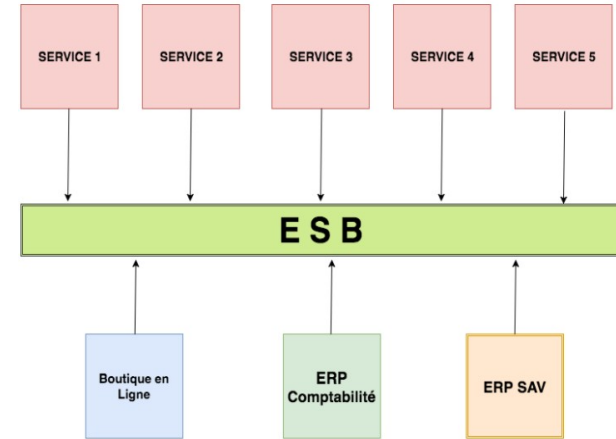 SERVICE 1
SERVICE 2
SERVICE 3
SERVICE 4
SERVICE 5
E S B
Boutique en
Ligne
ERP
Comptabilité
ERP SAV